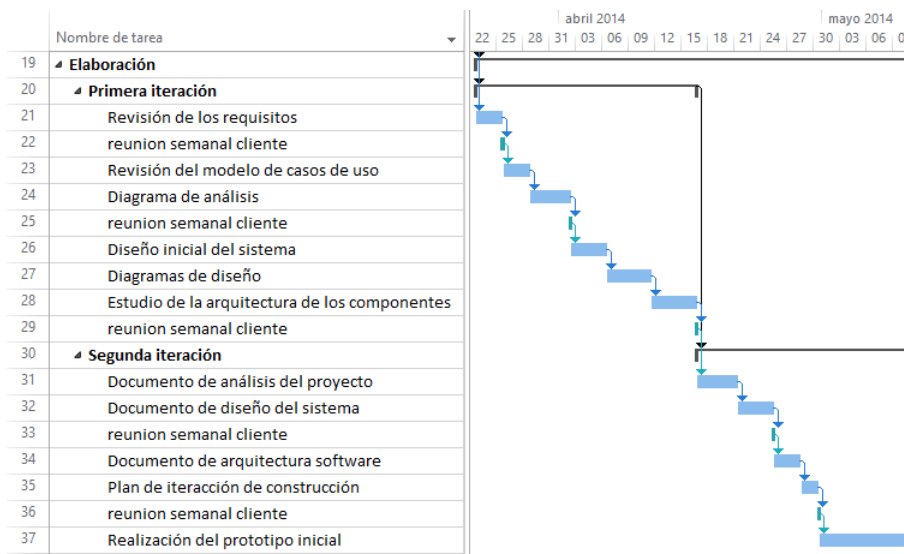 abril 2014 mayo 2014
Nombre de tarea 22 25 28 31 03 06 09 12 15 18 21 24 27 30 03 06
19 Elaboración
20 Primera iteración
21 Revisión de los requisitos
22 reunion semanal cliente
23 Revisión del modelo de casos de uso
24 Diagrama de análisis
25 reunion semanal cliente
26 Diseño inicial del sistema
27 Diagramas de diseño
28 Estudio de la arquitectura de los componentes
29 reunion semanal cliente
30 Segunda iteración
31 Documento de análisis del proyecto
32 Documento de diseño del sistema
33 reunion semanal cliente
34 Documento de arquitectura software
35 Plan de iteracción de construcción
36 reunion semanal cliente
37 Realización del prototipo inicial